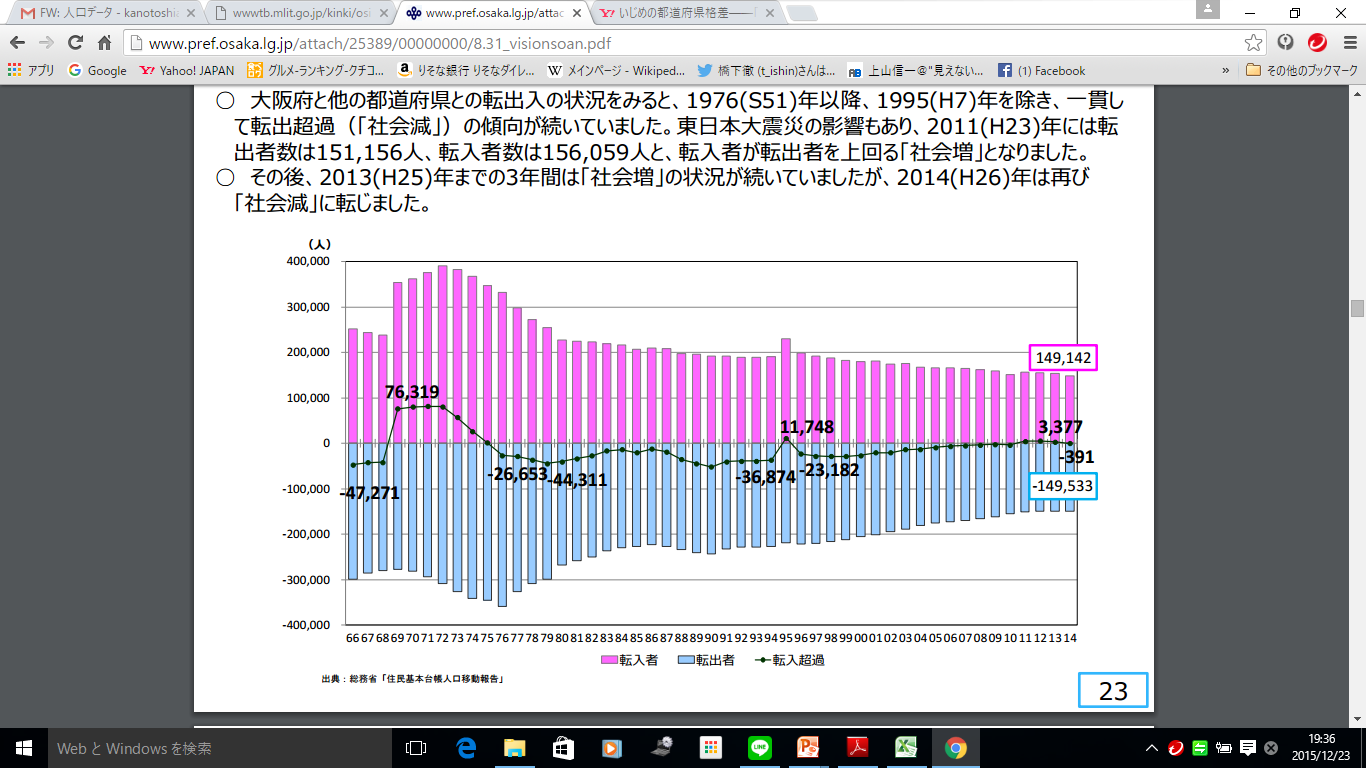 FW: 人口データ - kanotoshi
wwwtb.mlit.go.jp/kinki/osi
www.pref.osaka.lg.jp/attac
いじめの都道府県格差――
www.pref.osaka.lg.jp/attach/25389/00000000/8.31_visionsoan.pdf
アプリ Google Yahoo! JAPAN グルメ-ランキング-クチコ... りそな銀行 りそなダイレ... メインページ - Wikiped... 橋下徹 (t_ishin)さんは... 上山信一@"見えない... (1) Facebook » その他のブックマーク
○ 大阪府と他の都道府県との転出入の状況をみると、1976(S51)年以降、1995(H7)年を除き、一貫し
て転出超過（「社会減」）の傾向が続いていました。東日本大震災の影響もあり、2011(H23)年には転
出者数は151,156人、転入者数は156,059人と、転入者が転出者を上回る「社会増」となりました。
○ その後、2013(H25)年までの3年間は「社会増」の状況が続いていましたが、2014(H26)年は再び
「社会減」に転じました。
（人）
400,000
300,000
200,000
100,000
0
-100,000
-200,000
-300,000
-400,000
149,142
76,319
11,748
3,377
-391
-26,653
-44,311
-36,874
-23,182
-47,271
-149,533
66 67 68 69 70 71 72 73 74 75 76 77 78 79 80 81 82 83 84 85 86 87 88 89 90 91 92 93 94 95 96 97 98 99 00 01 02 03 04 05 06 07 08 09 10 11 12 13 14
転入者 転出者 転入超過
出典：総務省「住民基本台帳人口移動報告」
23
Web と Windows を検索
LINE
19:36
2015/12/23